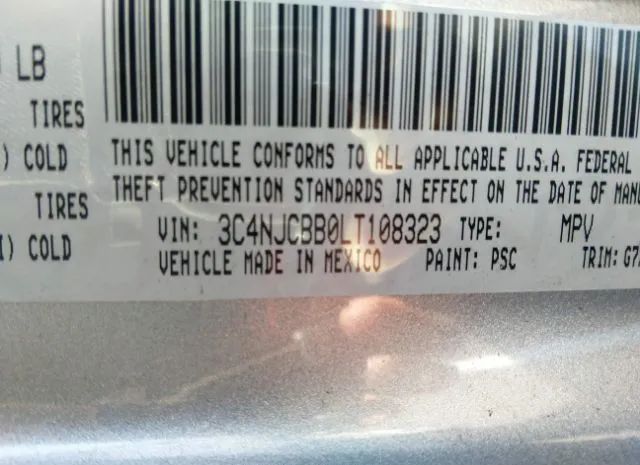 LB
TIRES
) COLD
TIRES
I) COLD
THIS VEHICLE CONFORMS TO ALL APPLICABLE U.S.A. FEDERAL
THEFT PREVENTION STANDARDS IN EFFECT ON THE DATE OF MANU
VIN: 3C4NJCBB0LT108323 TYPE: MPV
VEHICLE MADE IN MEXICO PAINT: PSC TRIM: G7